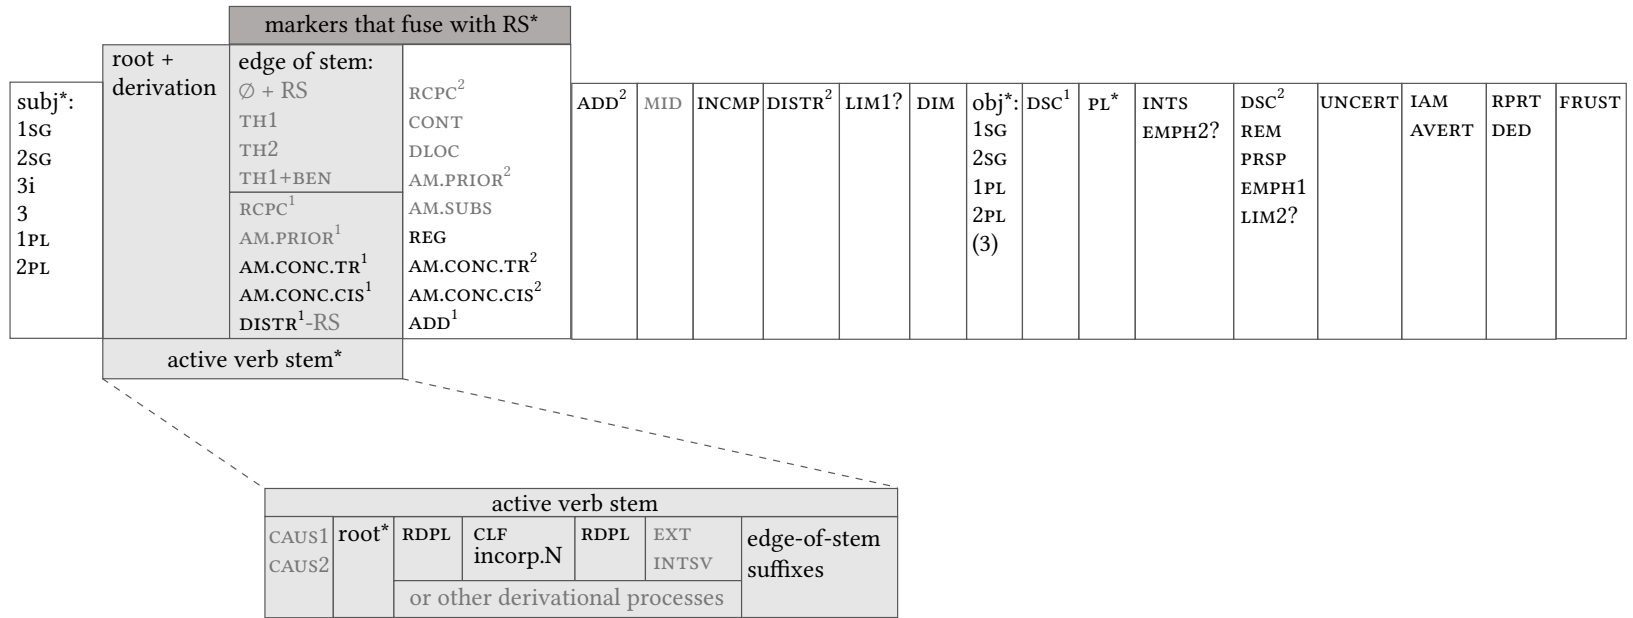 markers that fuse with RS*
root +
derivation
edge of stem:
∅ + RS
TH1
TH2
TH1+BEN
RCPC¹
AM.PRIOR¹
AM.CONC.TR¹
AM.CONC.CIS¹
DISTR¹-RS
RCPC²
CONT
DLOC
AM.PRIOR²
AM.SUBS
REG
AM.CONC.TR²
AM.CONC.CIS²
ADD¹
subj*:
1SG
2SG
3i
3
1PL
2PL
ADD²
MID
INCMP
DISTR²
LIM1?
DIM
obj*:
1SG
2SG
1PL
2PL
(3)
DSC¹
PL*
INTS
EMPH2?
DSC²
REM
PRSP
EMPH1
LIM2?
UNCERT
IAM
AVERT
RPRT
DED
FRUST
active verb stem*
active verb stem
CAUS1
CAUS2
root*
RDPL
CLF
incorp.N
RDPL
EXT
INTSV
edge-of-stem
suffixes
or other derivational processes